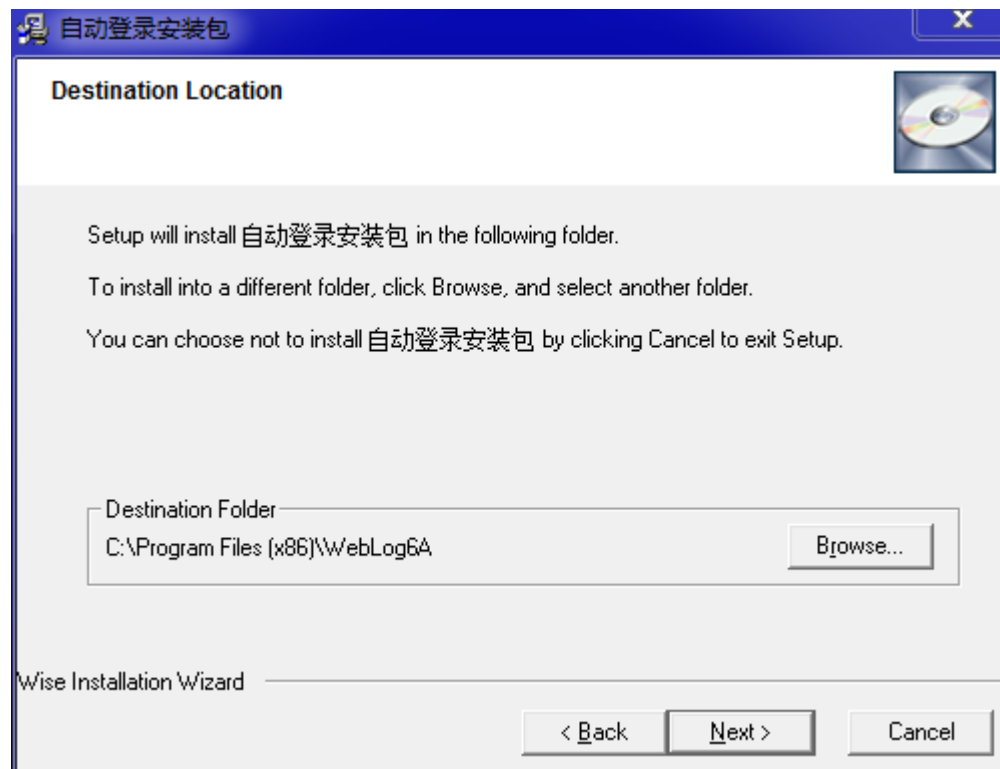 自动登录安装包
X
Destination Location
Setup will install 自动登录安装包 in the following folder.
To install into a different folder, click Browse, and select another folder.
You can choose not to install 自动登录安装包 by clicking Cancel to exit Setup.
Destination Folder
C:\Program Files (x86)\WebLog6A
Browse...
Wise Installation Wizard
< Back
Next >
Cancel